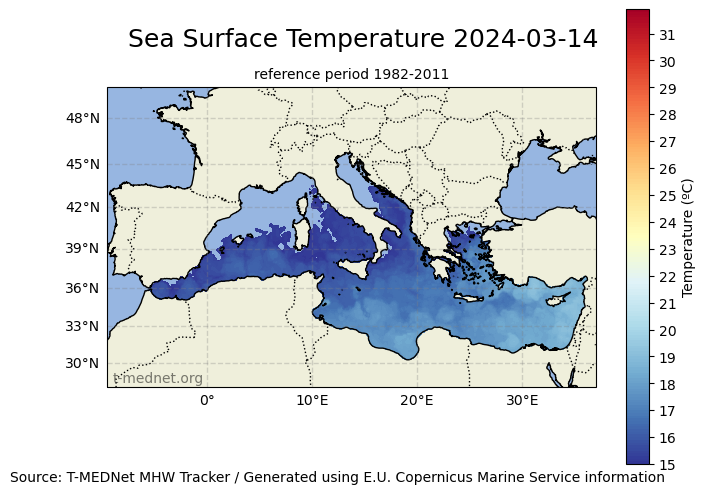 Sea Surface Temperature 2024-03-14
reference period 1982-2011
48°N
45°N
42°N
39°N
36°N
33°N
30°N
t-mednet.org
0°
10°E
20°E
30°E
31
30
29
28
27
26
25
24
23
22
21
20
19
18
17
16
15
Temperature (ºC)
Source: T-MEDNet MHW Tracker / Generated using E.U. Copernicus Marine Service information